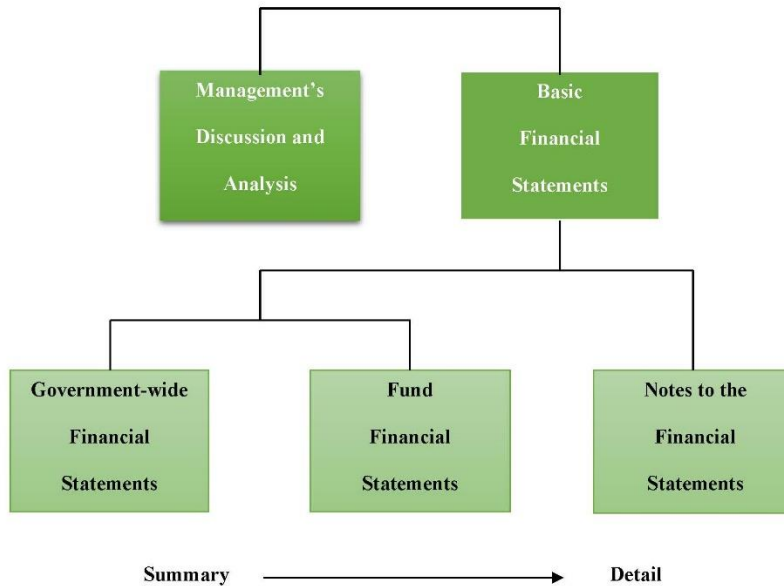 Management’s
Discussion and
Analysis
Basic
Financial
Statements
Government-wide
Financial
Statements
Fund
Financial
Statements
Notes to the
Financial
Statements
Summary
Detail